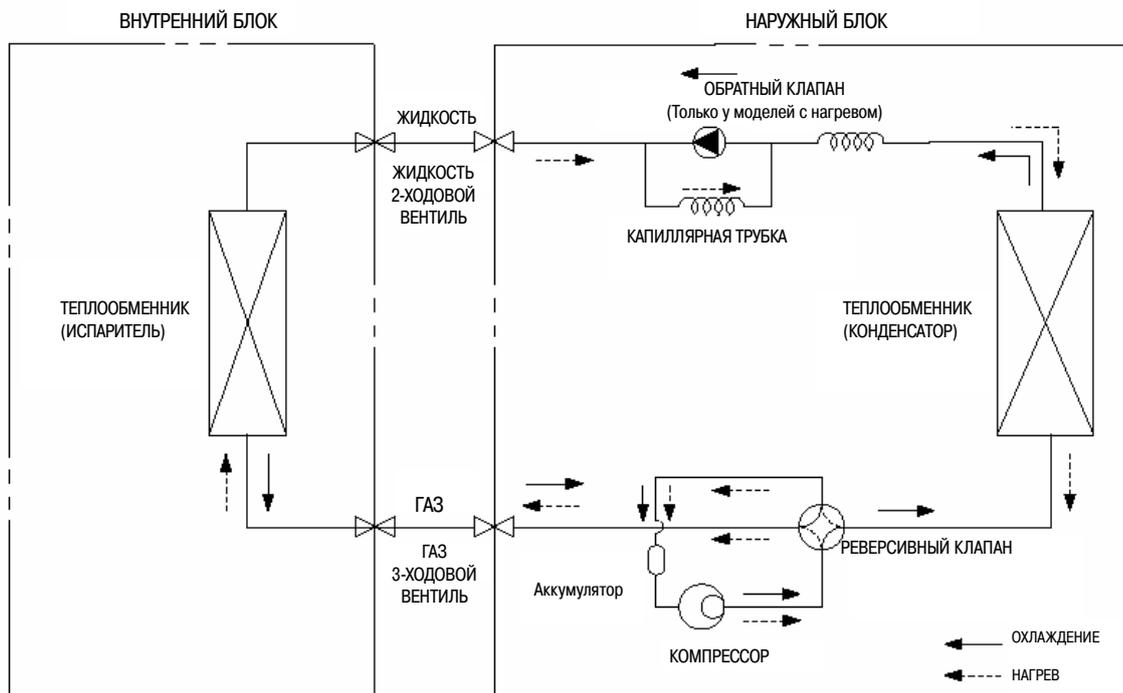 ВНУТРЕННИЙ БЛОК
НАРУЖНЫЙ БЛОК
ОБРАТНЫЙ КЛАПАН
(Только у моделей с нагревом)
ЖИДКОСТЬ
ЖИДКОСТЬ
2-ХОДОВОЙ
ВЕНТИЛЬ
КАПИЛЛЯРНАЯ ТРУБКА
ТЕПЛООБМЕННИК
(ИСПАРИТЕЛЬ)
ТЕПЛООБМЕННИК
(КОНДЕНСАТОР)
ГАЗ
ГАЗ
3-ХОДОВОЙ
ВЕНТИЛЬ
РЕВЕРСИВНЫЙ КЛАПАН
Аккумулятор
КОМПРЕССОР
ОХЛАЖДЕНИЕ
НАГРЕВ